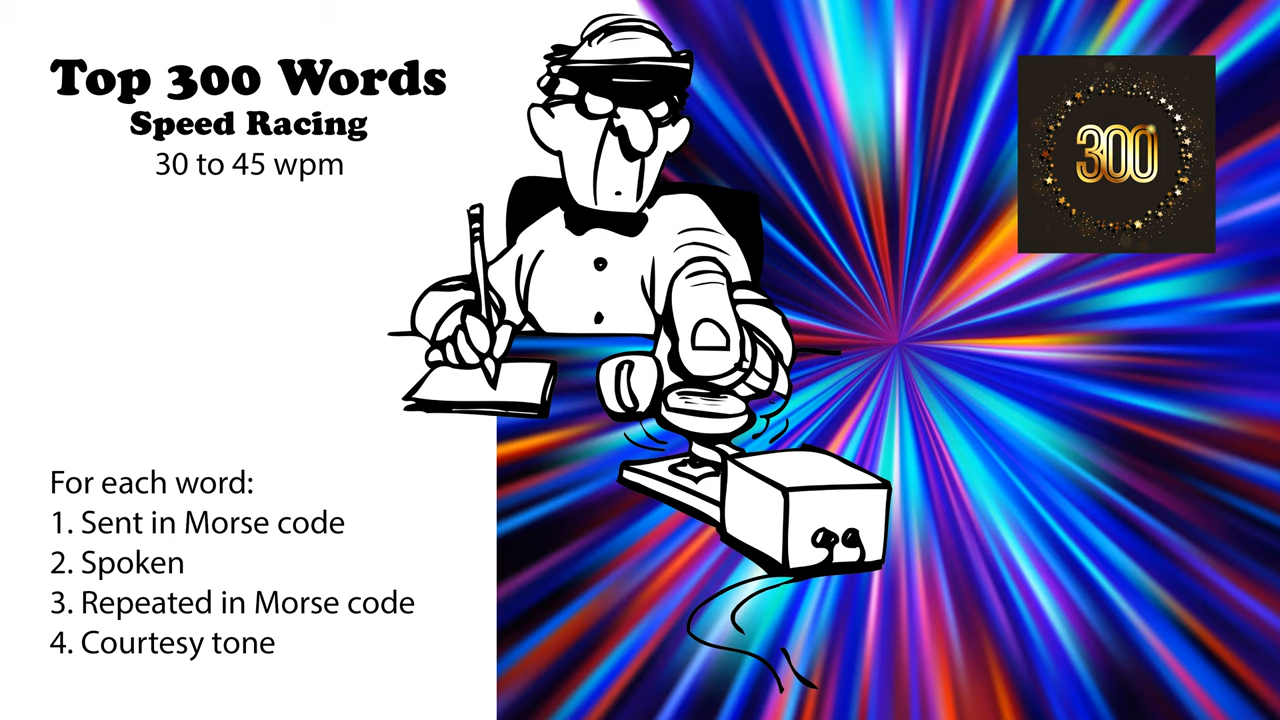 Top 300 Words
Speed Racing
30 to 45 wpm
300
For each word:
1. Sent in Morse code
2. Spoken
3. Repeated in Morse code
4. Courtesy tone